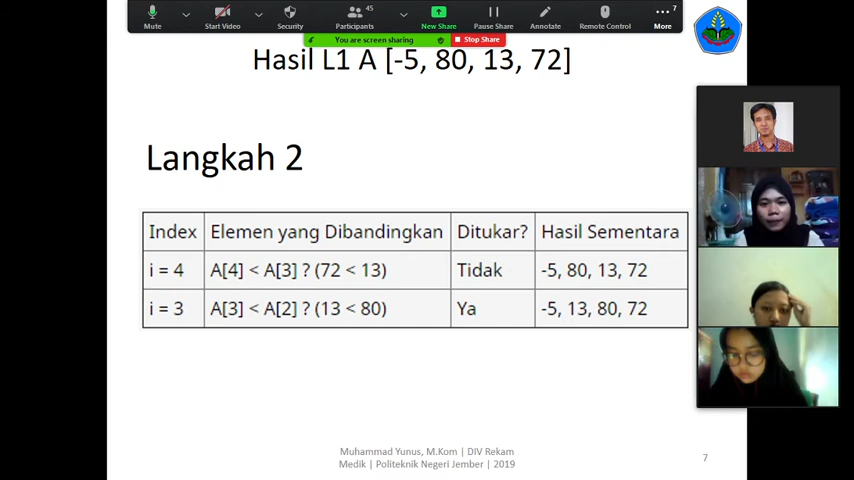 7
45
Mute
Start Video
Security
Participants
New Share
Pause Share
Annotate
Remote Control
More
You are screen sharing
Stop Share
Hasil L1 A [-5, 80, 13, 72]
Langkah 2
Index Elemen yang Dibandingkan Ditukar? Hasil Sementara
i = 4 A[4] < A[3] ? (72 < 13) Tidak -5, 80, 13, 72
i = 3 A[3] < A[2] ? (13 < 80) Ya -5, 13, 80, 72
Muhammad Yunus, M.Kom | DIV Rekam
Medik | Politeknik Negeri Jember | 2019
7